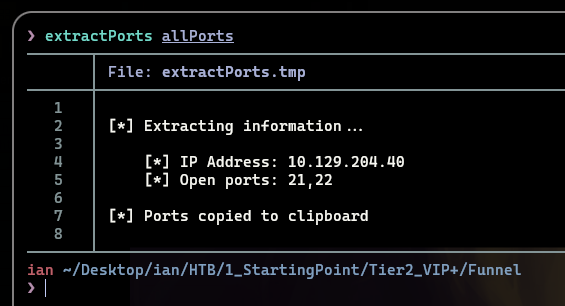 ❯ extractPorts allPorts
File: extractPorts.tmp
1
2 [*] Extracting information...
3
4 [*] IP Address: 10.129.204.40
5 [*] Open ports: 21,22
6
7 [*] Ports copied to clipboard
8
ian ~/Desktop/ian/HTB/1_StartingPoint/Tier2_VIP+/Funnel
❯